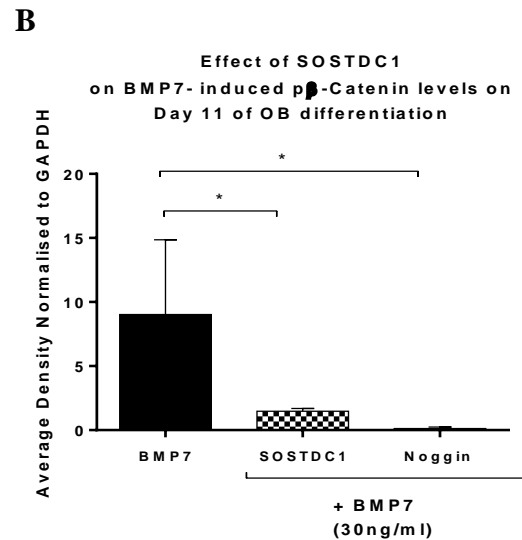 B
Effect of SOSTDC1
on BMP7- induced pβ-Catenin levels on
Day 11 of OB differentiation
Average Density Normalised to GAPDH
20
15
10
5
0
*
*
BMP7
SOSTDC1
Noggin
+ BMP7
(30ng/ml)